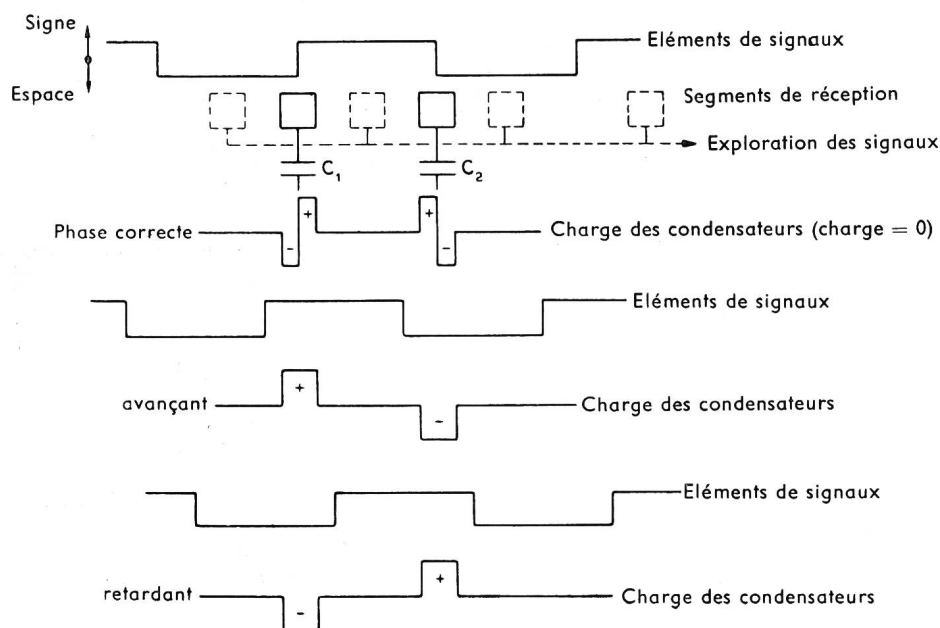 Signe
Eléments de signaux
Espace
Segments de réception
Exploration des signaux
C1
C2
+
+
Phase correcte
-
-
Charge des condensateurs (charge = 0)
Eléments de signaux
+
avançant
-
Charge des condensateurs
Eléments de signaux
+
retardant
-
Charge des condensateurs